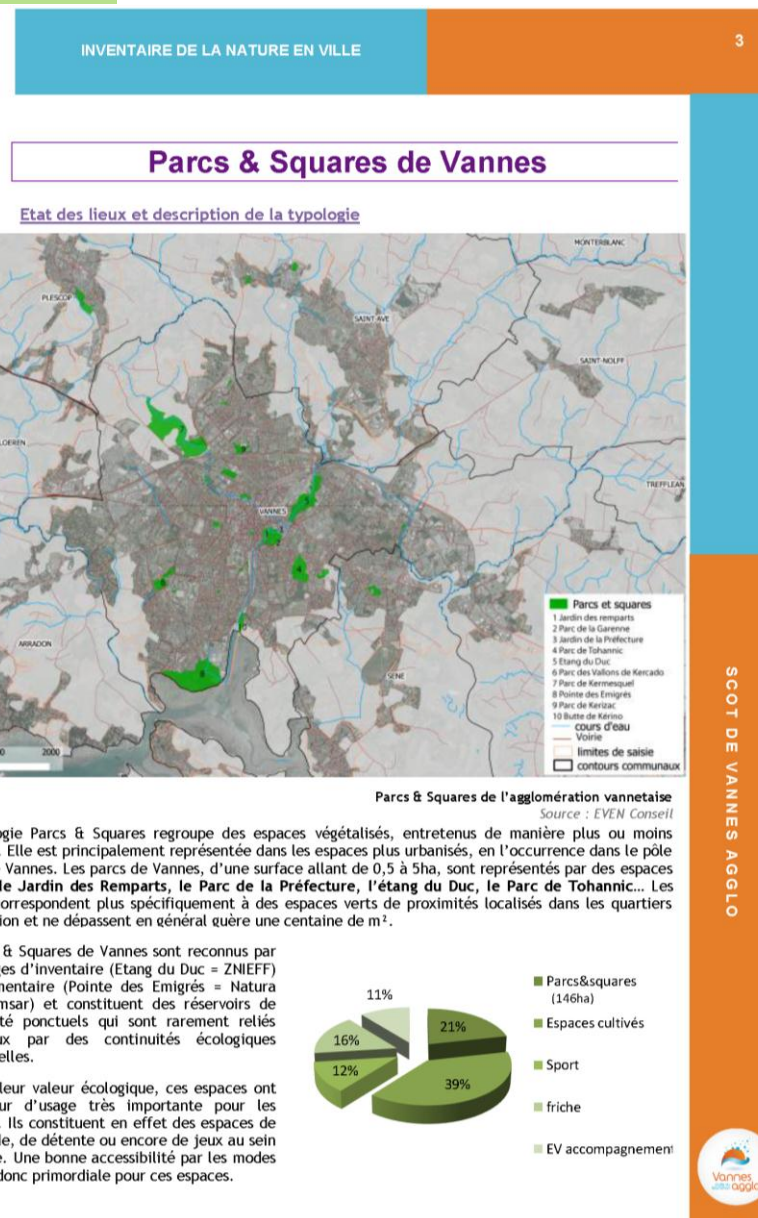 INVENTAIRE DE LA NATURE EN VILLE
3
Parcs & Squares de Vannes
Etat des lieux et description de la typologie
MONTERBLANC
PLESCOP
SAINT-AVE
SAINT-NOLFF
LOEREN
TREFFLEAN
VANNES
ARRADON
SENE
Parcs et squares
1 Jardin des remparts
2 Parc de la Garenne
3 Jardin de la Préfecture
4 Parc de Tohannic
5 Etang du Duc
6 Parc des Vallons de Kercado
7 Parc de Kermesquel
8 Pointe des Emigrés
9 Parc de Kerizac
10 Butte de Kérino
cours d'eau
Voirie
limites de saisie
contours communaux
0 2000
Parcs & Squares de l'agglomération vannetaise
Source : EVEN Conseil
ogie Parcs & Squares regroupe des espaces végétalisés, entretenus de manière plus ou moins
. Elle est principalement représentée dans les espaces plus urbanisés, en l'occurrence dans le pôle
e Vannes. Les parcs de Vannes, d'une surface allant de 0,5 à 5ha, sont représentés par des espaces
le Jardin des Remparts, le Parc de la Préfecture, l'étang du Duc, le Parc de Tohannic... Les
orrespondent plus spécifiquement à des espaces verts de proximités localisés dans les quartiers
ion et ne dépassent en général guère une centaine de m².
& Squares de Vannes sont reconnus par
ges d'inventaire (Etang du Duc = ZNIEFF)
mentaire (Pointe des Emigrés = Natura
msar) et constituent des réservoirs de
té ponctuels qui sont rarement reliés
ux par des continuités écologiques
elles.
leur valeur écologique, ces espaces ont
ur d'usage très importante pour les
. Ils constituent en effet des espaces de
de, de détente ou encore de jeux au sein
e. Une bonne accessibilité par les modes
donc primordiale pour ces espaces.
11%
21%
16%
12%
39%
Parcs&squares
(146ha)
Espaces cultivés
Sport
friche
EV accompagnement
SCOT DE VANNES AGGLO
Vannes
agglo